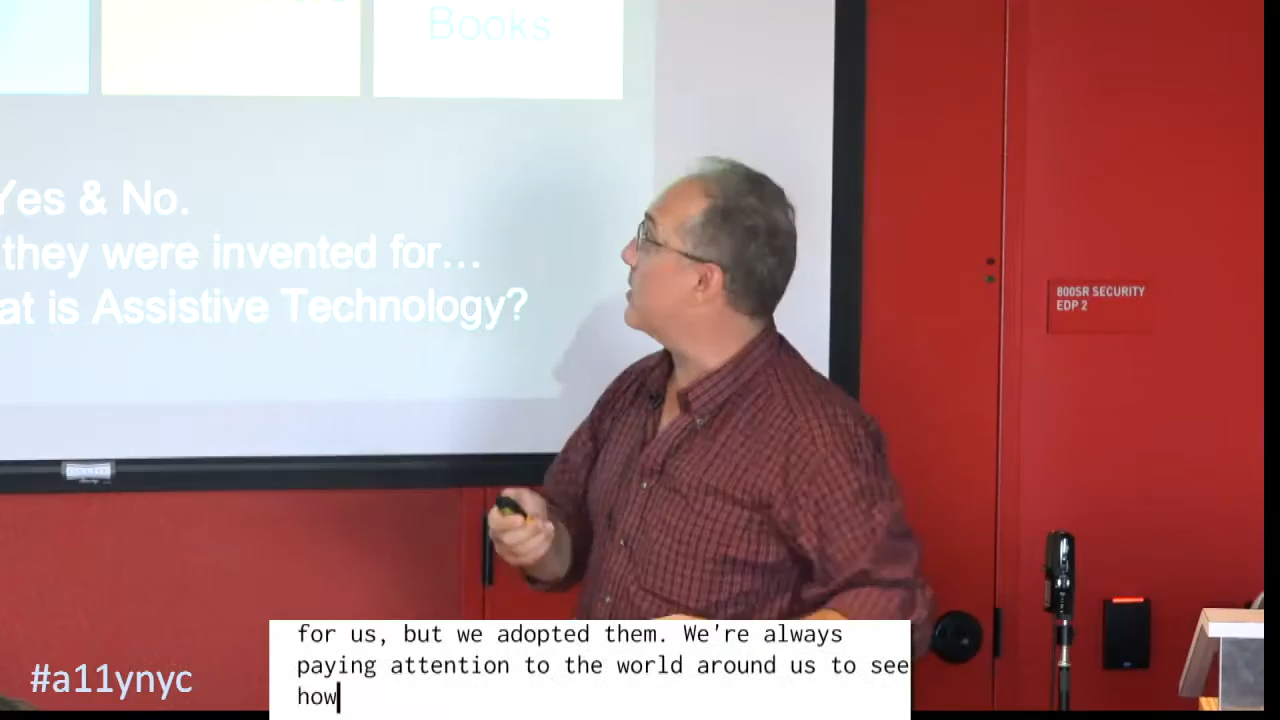 Books
Yes & No.
they were invented for...
at is Assistive Technology?
800SR SECURITY
EDP 2
for us, but we adopted them. We're always
paying attention to the world around us to see
how
#a11ynyc